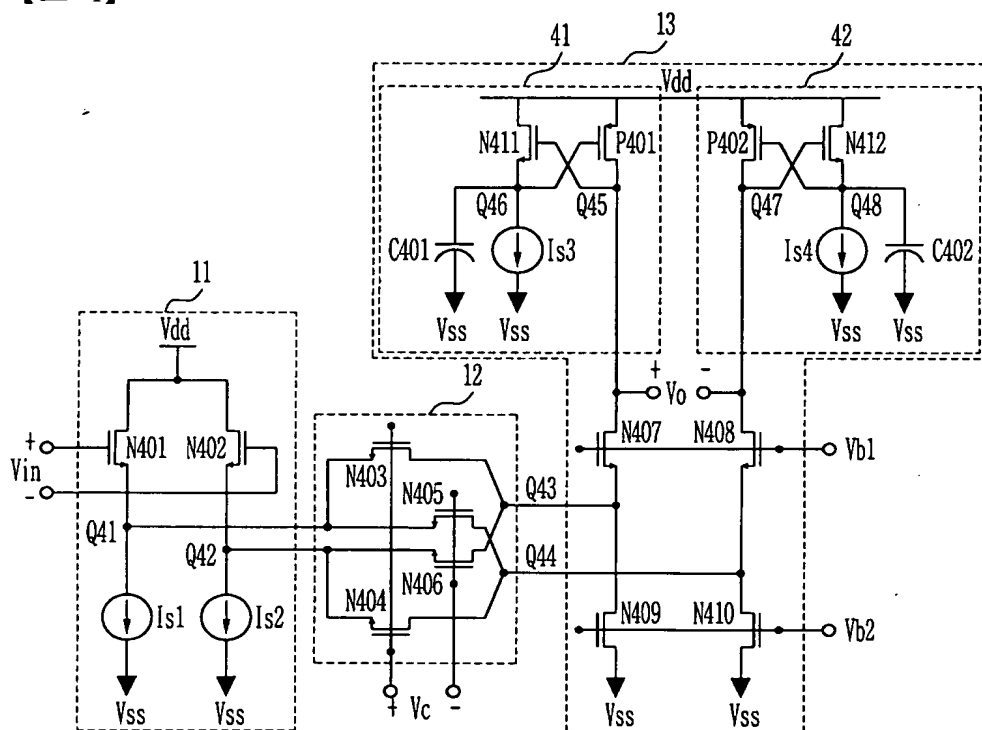 13
41
42
Vdd
N411
P401
P402
N412
Q46
Q45
Q47
Q48
C401
Is3
Is4
C402
Vss
Vss
Vss
Vss
11
Vdd
12
+
Vo
-
N401
N402
+
Vin
-
N403
N405
N407
N408
Vb1
Q43
Q41
Q42
N406
Q44
N404
Is1
Is2
N409
N410
Vb2
Vss
Vss
+
Vc
-
Vss
Vss